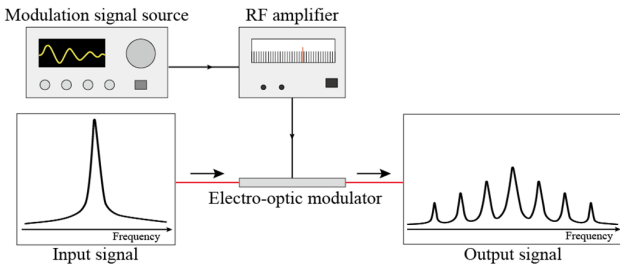 Modulation signal source
RF amplifier
Electro-optic modulator
Frequency
Input signal
Frequency
Output signal